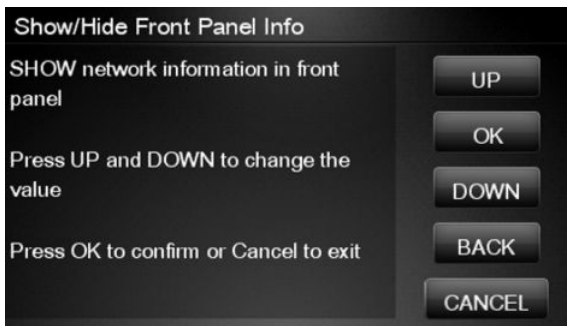 Show/Hide Front Panel Info
SHOW network information in front
panel
Press UP and DOWN to change the
value
Press OK to confirm or Cancel to exit
UP
OK
DOWN
BACK
CANCEL